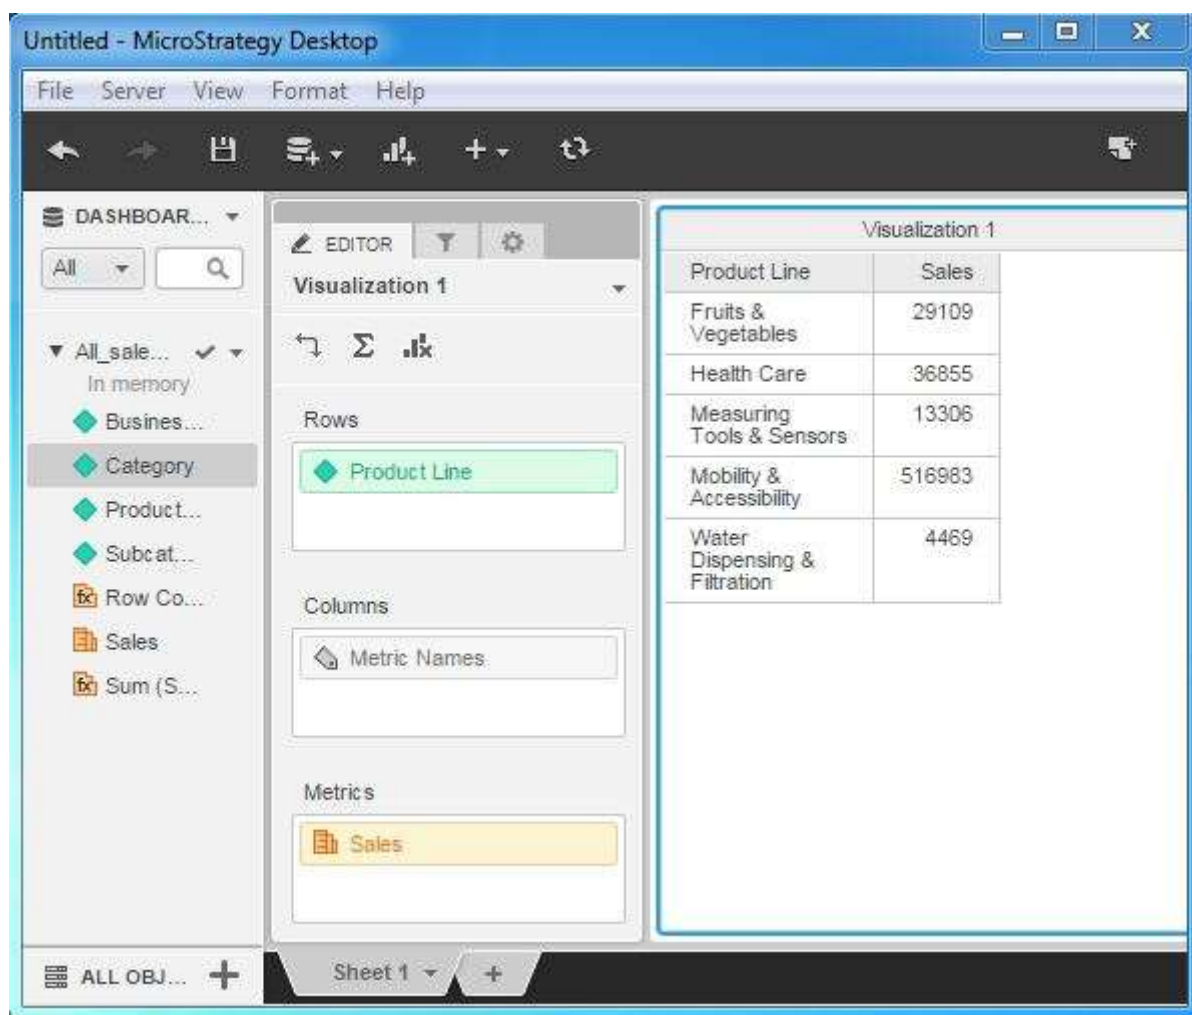 Untitled - MicroStrategy Desktop
File Server View Format Help
DASHBOAR...
All
All_sale...
In memory
Busines...
Category
Product...
Subcat...
Row Co...
Sales
Sum (S...
ALL OBJ...
EDITOR
Visualization 1
Rows
Product Line
Columns
Metric Names
Metrics
Sales
Visualization 1
Product Line Sales
Fruits & 29109
Vegetables
Health Care 36855
Measuring 13306
Tools & Sensors
Mobility & 516983
Accessibility
Water 4469
Dispensing &
Filtration
Sheet 1